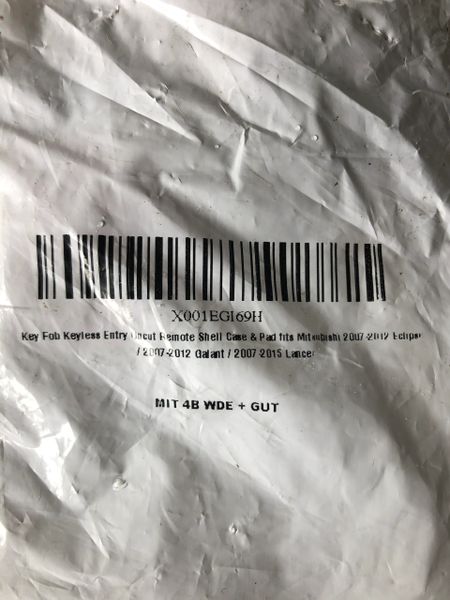 X001EGI69H
Key Fob Keyless Entry Uncut Remote Shell Case & Pad fits Mitsubishi 2007-2012 Eclipse
/ 2007-2012 Galant / 2007-2015 Lancer
MIT 4B WDE + GUT